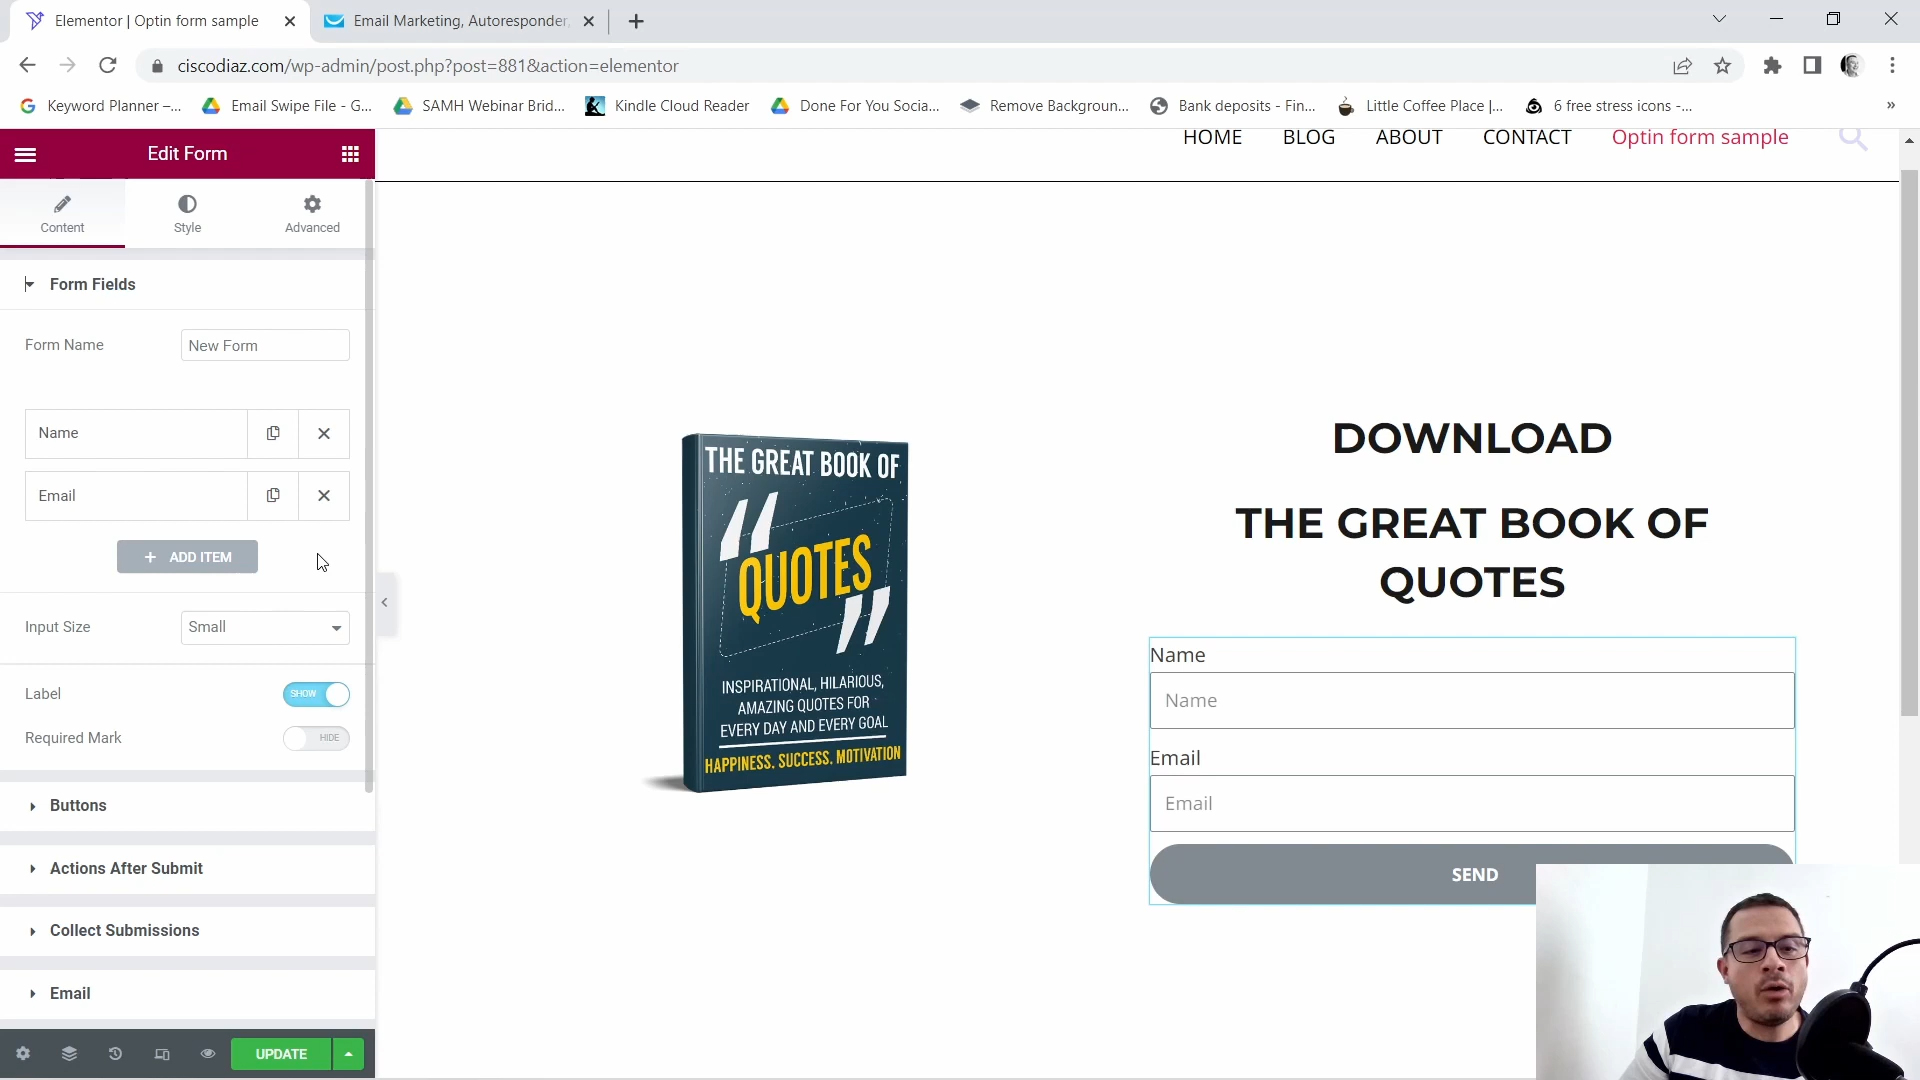 Elementor | Optin form sample
Email Marketing, Autoresponder,
ciscodiaz.com/wp-admin/post.php?post=881&action=elementor
Keyword Planner –...
Email Swipe File - G...
SAMH Webinar Brid...
Kindle Cloud Reader
Done For You Socia...
Remove Backgroun...
Bank deposits - Fin...
Little Coffee Place |...
6 free stress icons -...
»
Edit Form
HOME
BLOG
ABOUT
CONTACT
Optin form sample
Content
Style
Advanced
Form Fields
Form Name
New Form
Name
Email
+ ADD ITEM
Input Size
Small
Label
SHOW
Required Mark
HIDE
Buttons
Actions After Submit
Collect Submissions
Email
UPDATE
THE GREAT BOOK OF
"QUOTES"
INSPIRATIONAL, HILARIOUS,
AMAZING QUOTES FOR
EVERY DAY AND EVERY GOAL
HAPPINESS. SUCCESS. MOTIVATION
DOWNLOAD
THE GREAT BOOK OF
QUOTES
Name
Name
Email
Email
SEND